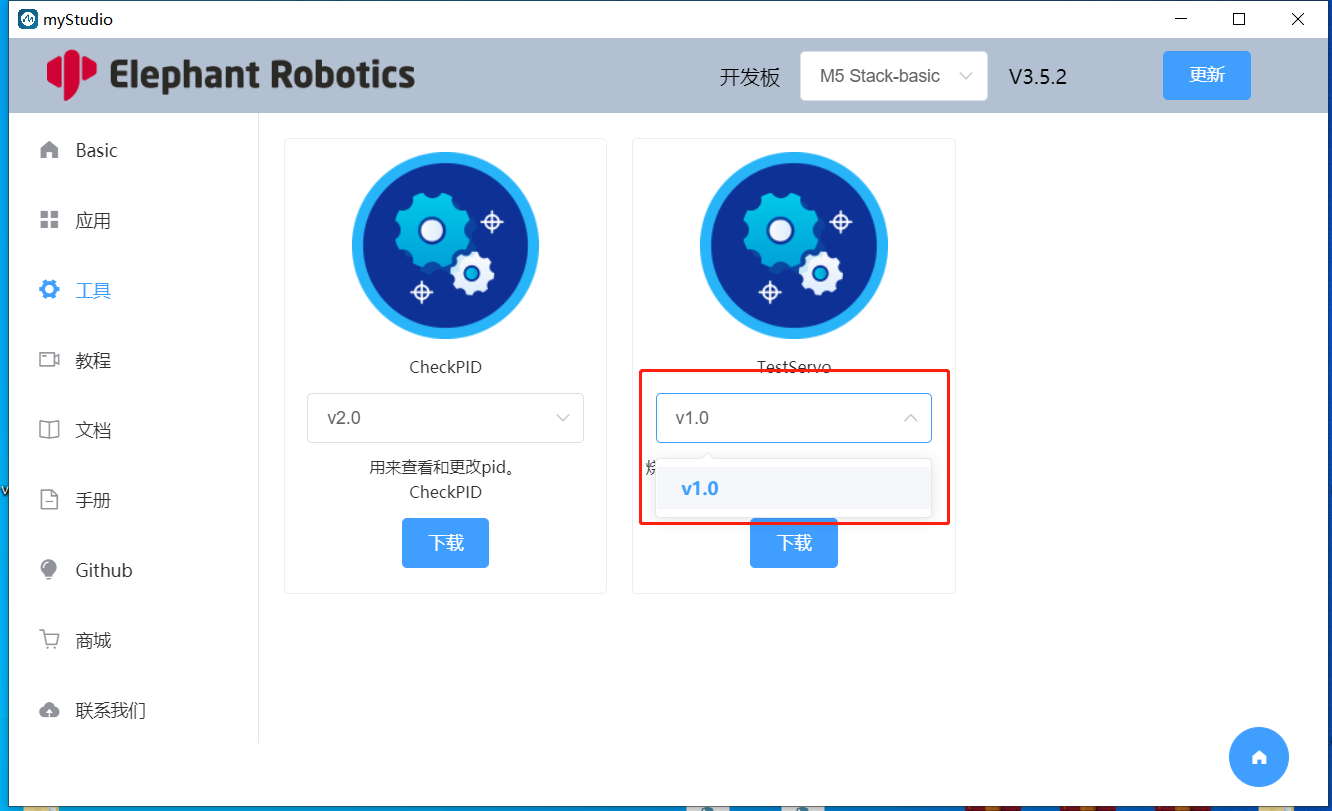 myStudio
Elephant Robotics
开发板
M5 Stack-basic
V3.5.2
更新
Basic
应用
工具
教程
文档
手册
Github
商城
联系我们
CheckPID
v2.0
用来查看和更改pid。
CheckPID
下载
TestServo
v1.0
v1.0
下载